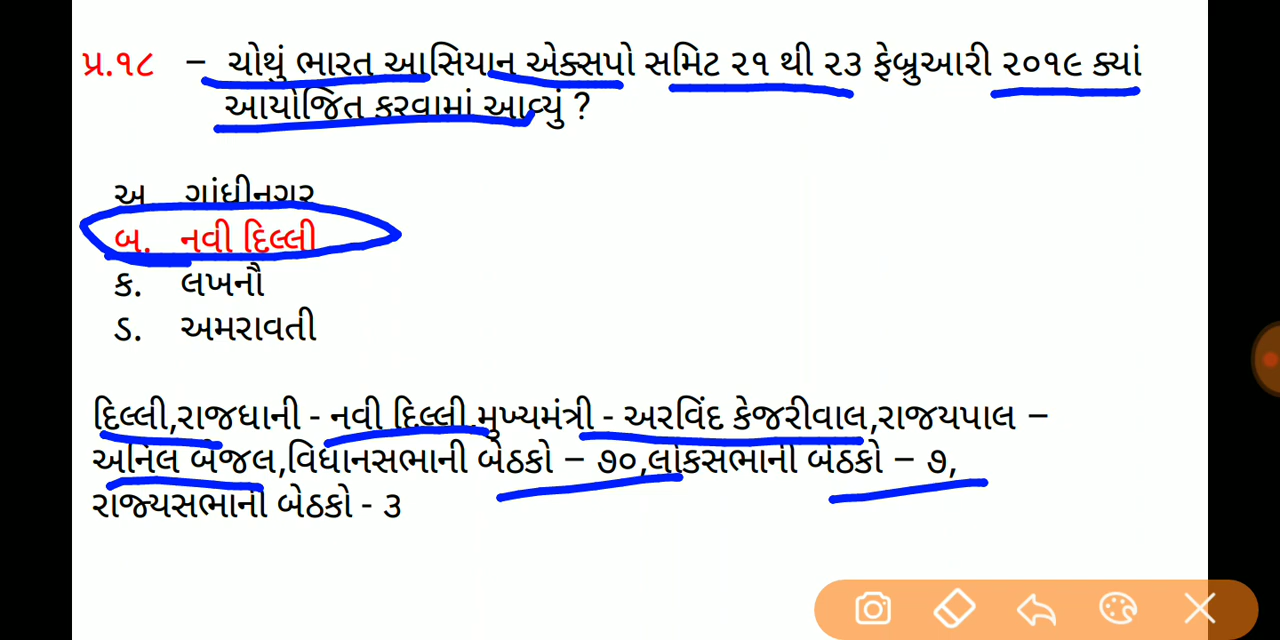 પ્ર.૧૮ – ચોથું ભારત આસિયાન એક્સપો સમિટ ૨૧ થી ૨૩ ફેબ્રુઆરી ૨૦૧૯ ક્યાં
આયોજિત કરવામાં આવ્યું ?
અ. ગાંધીનગર
બ. નવી દિલ્લી
ક. લખનૌ
ડ. અમરાવતી
દિલ્લી,રાજધાની - નવી દિલ્લી,મુખ્યમંત્રી - અરવિંદ કેજરીવાલ,રાજયપાલ –
અનિલ બૈજલ,વિધાનસભાની બેઠકો – ૭૦,લોકસભાની બેઠકો – ૭,
રાજ્યસભાની બેઠકો - ૩